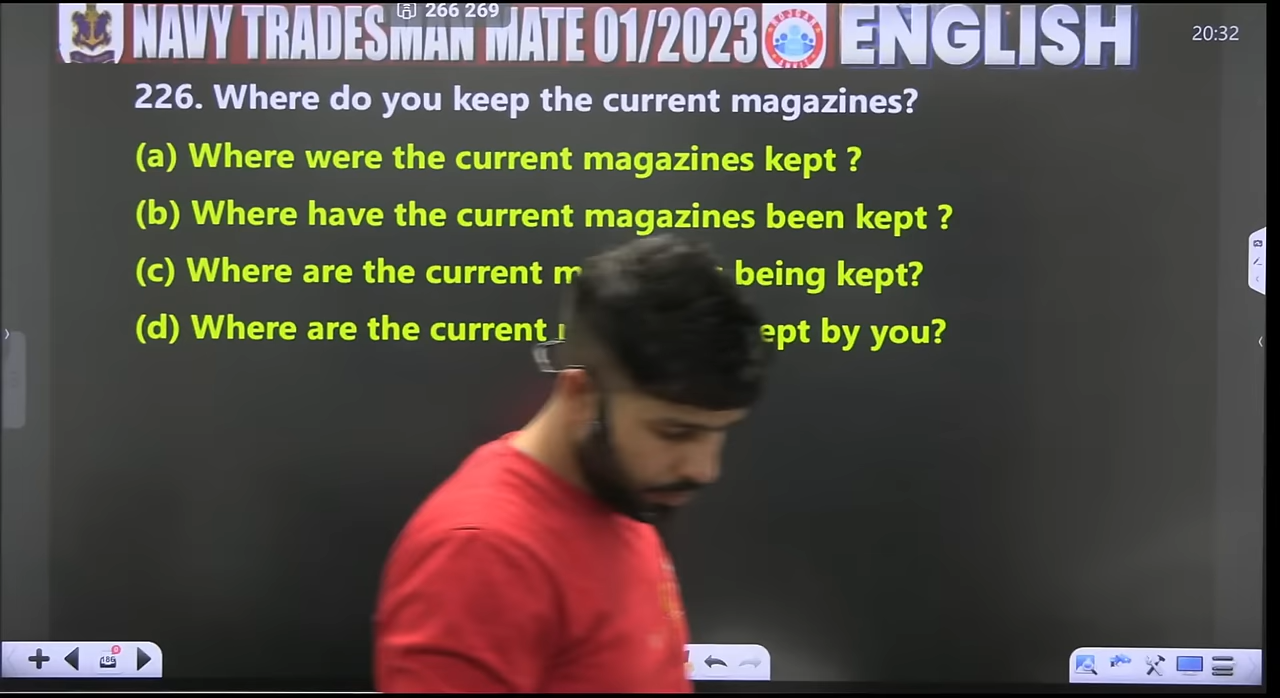 266 269
NAVY TRADESMAN MATE 01/2023 ENGLISH
20:32
226. Where do you keep the current magazines?
(a) Where were the current magazines kept ?
(b) Where have the current magazines been kept ?
(c) Where are the current being kept?
(d) Where are the current by you?
186